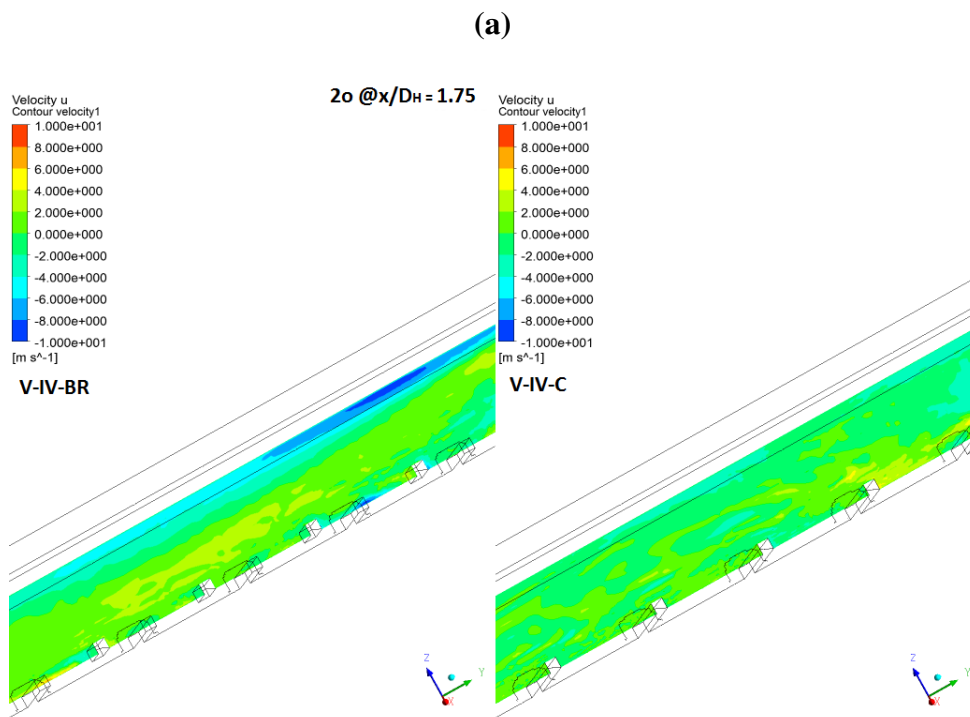 (a)
2o @x/DH = 1.75
Velocity u
Contour velocity1
1.000e+001
8.000e+000
6.000e+000
4.000e+000
2.000e+000
0.000e+000
-2.000e+000
-4.000e+000
-6.000e+000
-8.000e+000
-1.000e+001
[m s^-1]
V-IV-BR
Z
Y
X
Velocity u
Contour velocity1
1.000e+001
8.000e+000
6.000e+000
4.000e+000
2.000e+000
0.000e+000
-2.000e+000
-4.000e+000
-6.000e+000
-8.000e+000
-1.000e+001
[m s^-1]
V-IV-C
Z
Y
X